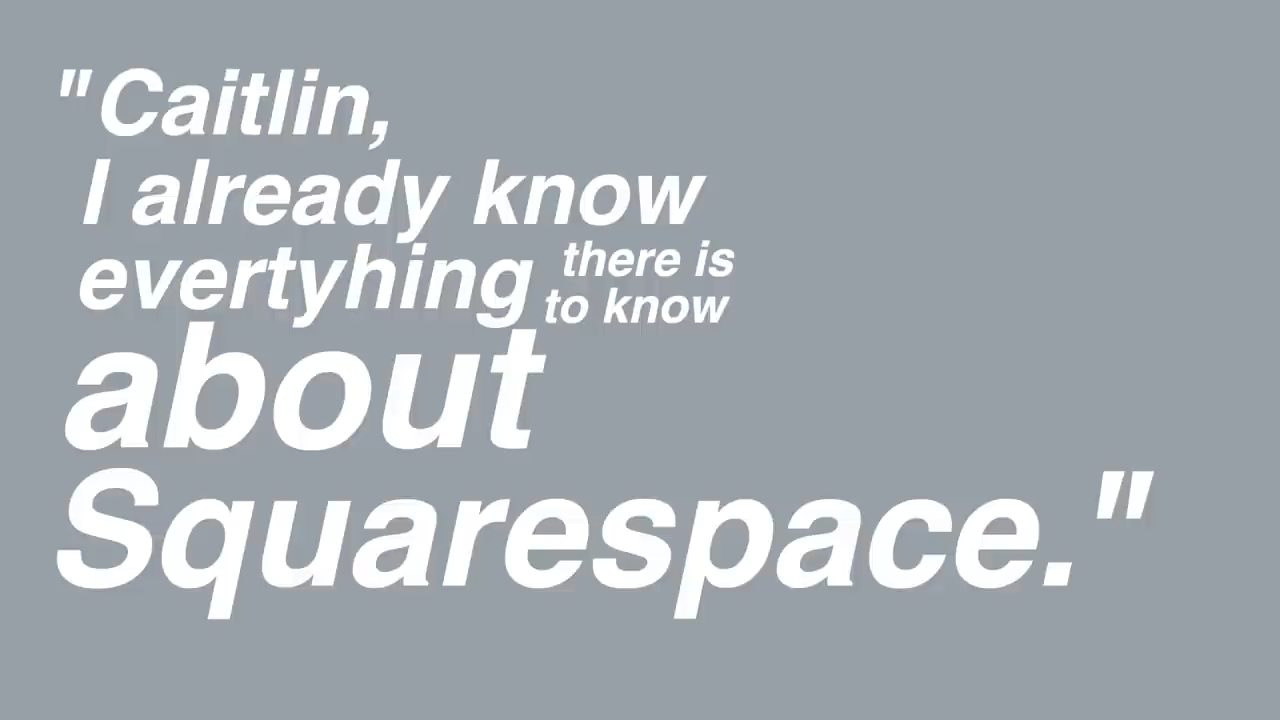 "Caitlin,
I already know
evertyhing there is
to know
about
Squarespace."